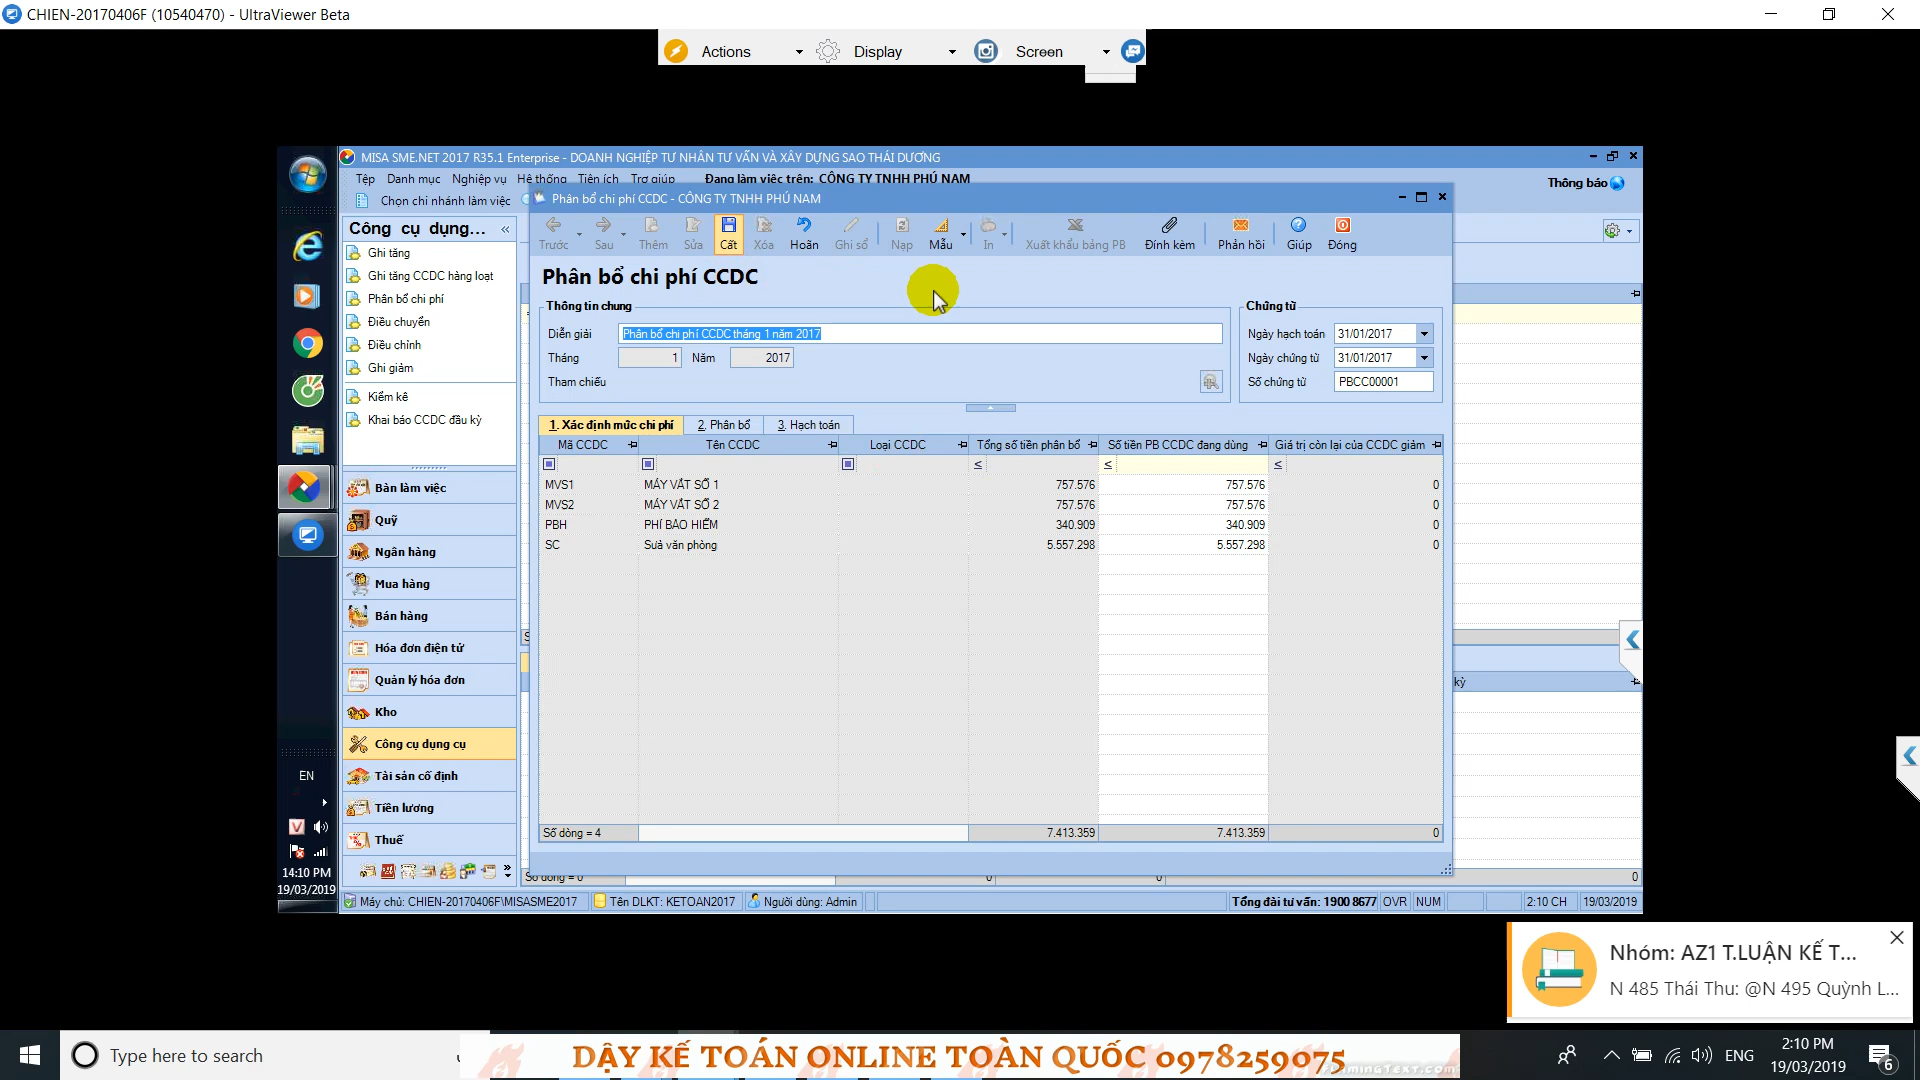 CHIEN-20170406F (10540470) - UltraViewer Beta
Actions Display Screen
MISA SME.NET 2017 R35.1 Enterprise - DOANH NGHIỆP TƯ NHÂN TƯ VẤN VÀ XÂY DỰNG SAO THÁI DƯƠNG
Tệp Danh mục Nghiệp vụ Hệ thống Tiện ích Trợ giúp Đang làm việc trên: CÔNG TY TNHH PHÚ NAM
Thông báo
Chọn chi nhánh làm việc
Phân bổ chi phí CCDC - CÔNG TY TNHH PHÚ NAM
Công cụ dụng... «
Trước Sau Thêm Sửa Cất Xóa Hoãn Ghi sổ Nạp Mẫu In Xuất khẩu bảng PB Đính kèm Phản hồi Giúp Đóng
Ghi tăng
Ghi tăng CCDC hàng loạt
Phân bổ chi phí
Điều chuyển
Điều chỉnh
Ghi giảm
Kiểm kê
Khai báo CCDC đầu kỳ
Phân bổ chi phí CCDC
Thông tin chung
Diễn giải Phân bổ chi phí CCDC tháng 1 năm 2017
Tháng 1 Năm 2017
Tham chiếu
Chứng từ
Ngày hạch toán 31/01/2017
Ngày chứng từ 31/01/2017
Số chứng từ PBCC00001
1. Xác định mức chi phí 2. Phân bổ 3. Hạch toán
Mã CCDC Tên CCDC Loại CCDC Tổng số tiền phân bổ Số tiền PB CCDC đang dùng Giá trị còn lại của CCDC giảm
≤ ≤ ≤
MVS1 MÁY VẮT SỔ 1 757.576 757.576 0
MVS2 MÁY VẮT SỔ 2 757.576 757.576 0
PBH PHÍ BẢO HIỂM 340.909 340.909 0
SC Sửa văn phòng 5.557.298 5.557.298 0
Số dòng = 4 7.413.359 7.413.359 0
Bàn làm việc
Quỹ
Ngân hàng
Mua hàng
Bán hàng
Hóa đơn điện tử
Quản lý hóa đơn
Kho
Công cụ dụng cụ
Tài sản cố định
Tiền lương
Thuế
kỳ
Số dòng = 0 0 0 0
EN
14:10 PM
19/03/2019
Máy chủ: CHIEN-20170406F\MISASME2017 Tên DLKT: KETOAN2017 Người dùng: Admin Tổng đài tư vấn: 1900 8677 OVR NUM 2:10 CH 19/03/2019
Nhóm: AZ1 T.LUẬN KẾ T...
N 485 Thái Thu: @N 495 Quỳnh L...
Type here to search
DẬY KẾ TOÁN ONLINE TOÀN QUỐC 0978259075
ENG
2:10 PM
19/03/2019
6